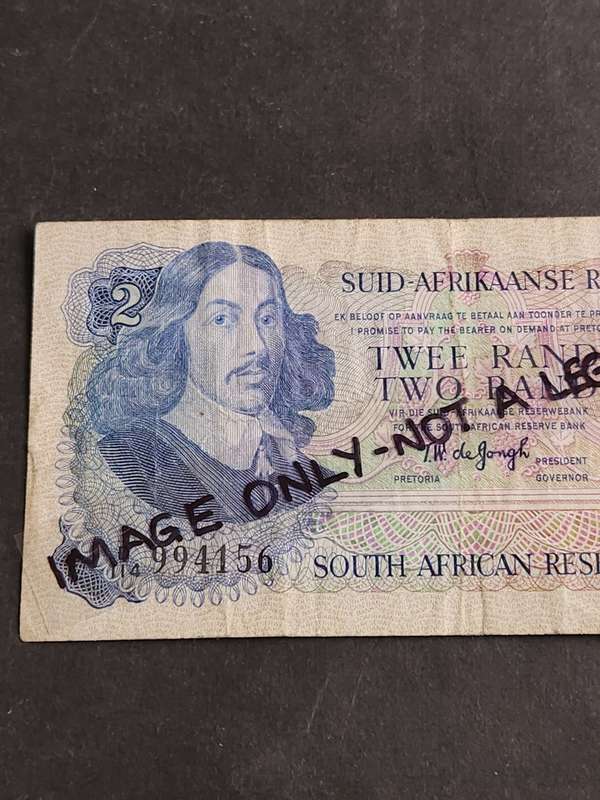 2
SUID-AFRIKAANSE R
EK BELOOF OP AANVRAAG TE BETAAL AAN TOONDER TE PR
I PROMISE TO PAY THE BEARER ON DEMAND AT PRETO
TWEE RAND
TWO RAND
VIR DIE SUID-AFRIKAANSE RESERWEBANK
FOR THE SOUTH AFRICAN RESERVE BANK
T.W. de Jongh
PRESIDENT
PRETORIA GOVERNOR
IMAGE ONLY-NOT A LEG
994156
SOUTH AFRICAN RES